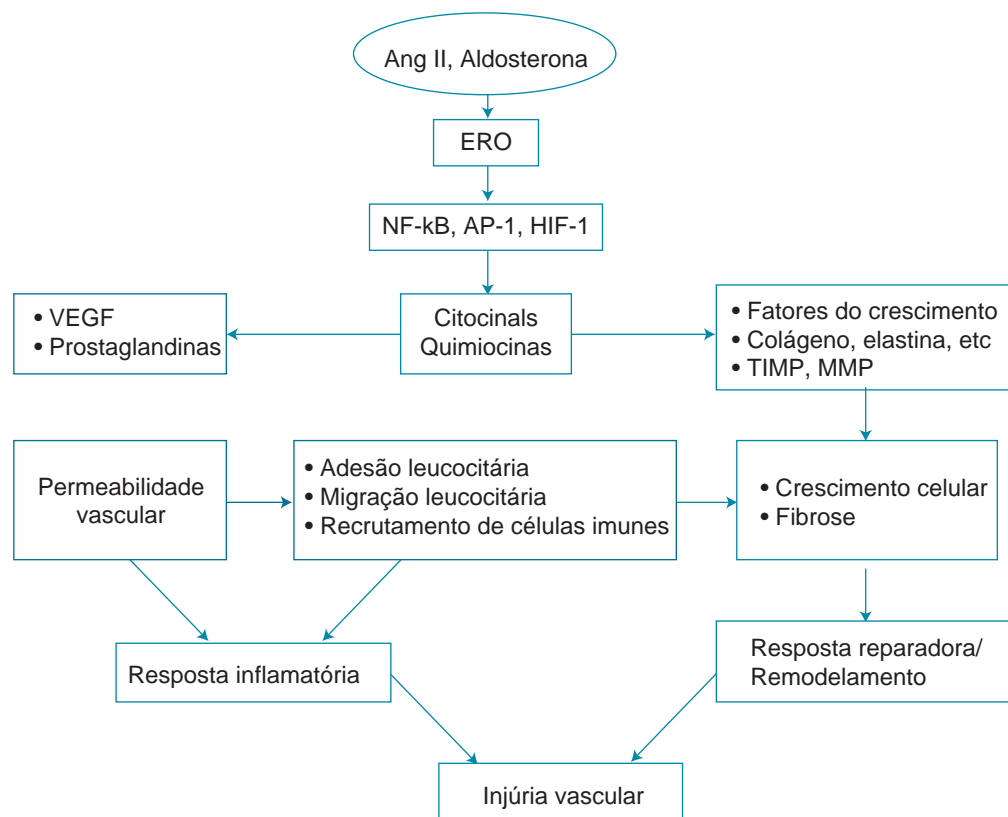 Ang II, Aldosterona
ERO
NF-kB, AP-1, HIF-1
• VEGF
• Prostaglandinas
Citocinals
Quimiocinas
• Fatores do crescimento
• Colágeno, elastina, etc
• TIMP, MMP
Permeabilidade
vascular
• Adesão leucocitária
• Migração leucocitária
• Recrutamento de células imunes
• Crescimento celular
• Fibrose
Resposta inflamatória
Resposta reparadora/
Remodelamento
Injúria vascular